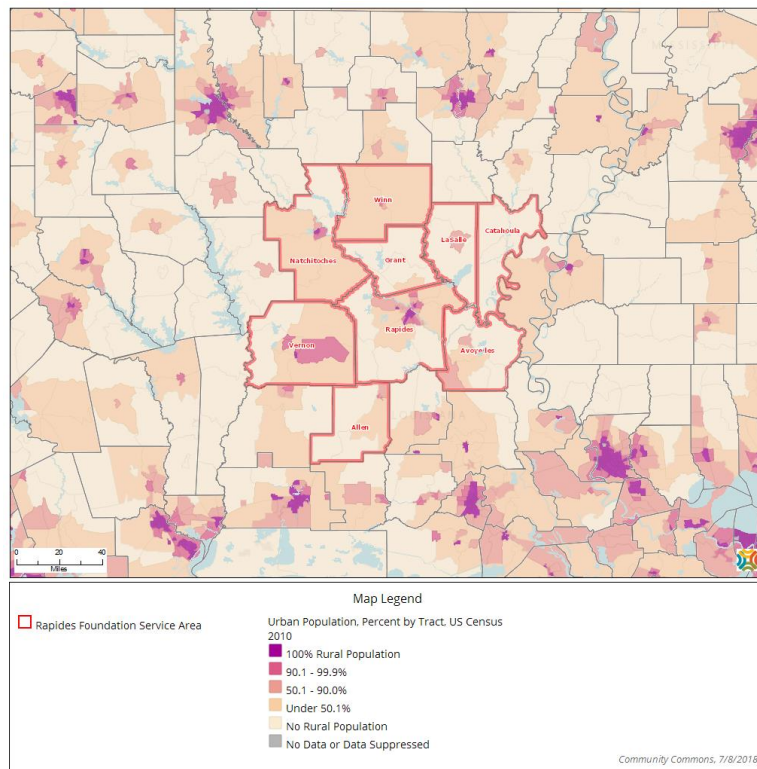 MISSISSIPPI
Winn
LaSalle
Catahoula
Natchitoches
Grant
Rapides
Vernon
Avoyelles
Allen
0 20 40
Miles
Map Legend
Rapides Foundation Service Area
Urban Population, Percent by Tract, US Census
2010
100% Rural Population
90.1 - 99.9%
50.1 - 90.0%
Under 50.1%
No Rural Population
No Data or Data Suppressed
Community Commons, 7/8/2018